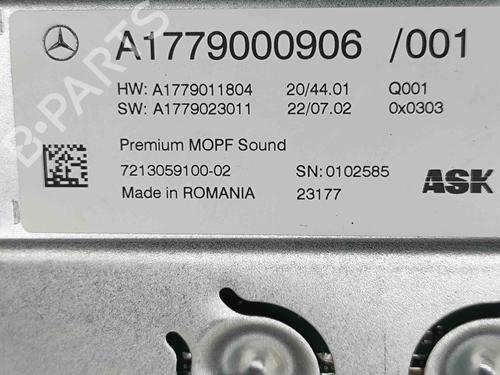 A1779000906 /001
HW: A1779011804 20/44.01 Q001
SW: A1779023011 22/07.02 0x0303
Premium MOPF Sound
7213059100-02 SN: 0102585
Made in ROMANIA 23177
ASK
B-PARTS